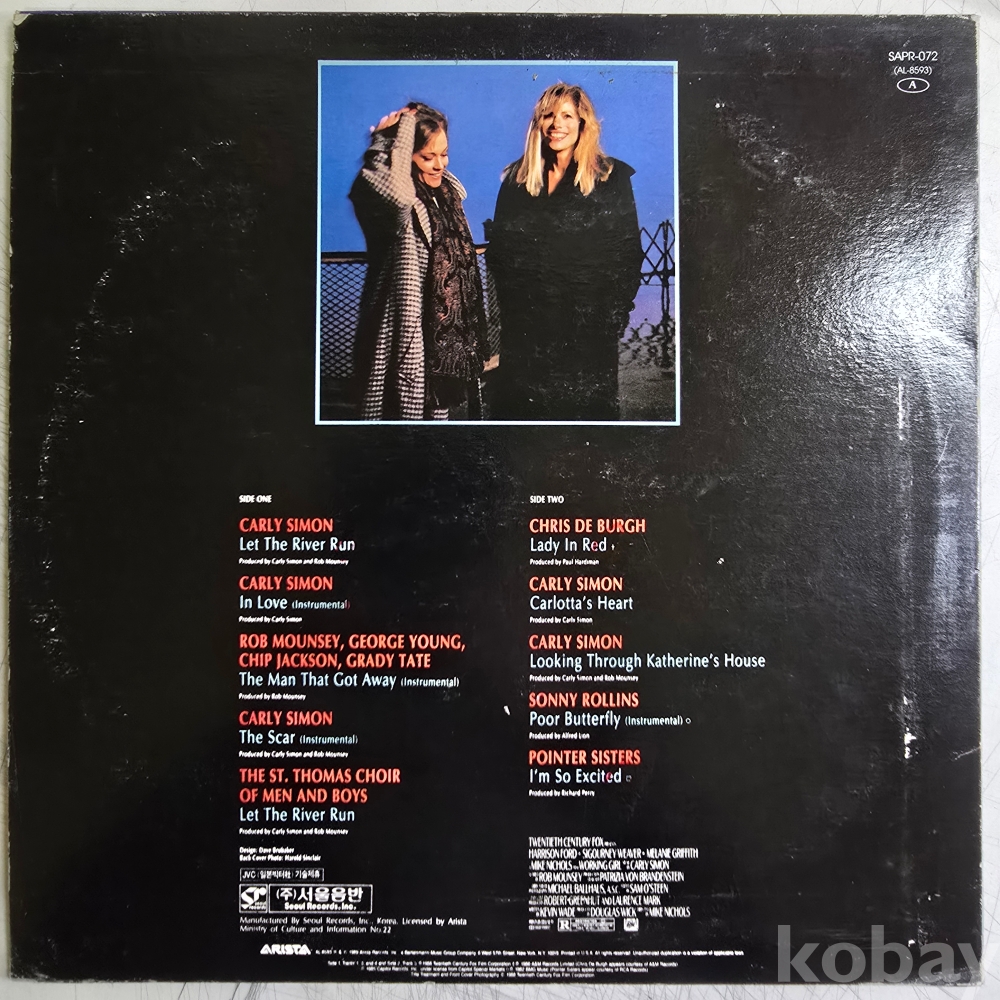 SAPR-072
(AL-8593)
A
SIDE ONE
CARLY SIMON
Let The River Run
Produced by Carly Simon and Rob Mounsey
CARLY SIMON
In Love (Instrumental)
Produced by Carly Simon
ROB MOUNSEY, GEORGE YOUNG,
CHIP JACKSON, GRADY TATE
The Man That Got Away (Instrumental)
Produced by Rob Mounsey
CARLY SIMON
The Scar (Instrumental)
Produced by Carly Simon and Rob Mounsey
THE ST. THOMAS CHOIR
OF MEN AND BOYS
Let The River Run
Produced by Carly Simon and Rob Mounsey
Design: Dave Brubaker
Back Cover Photo: Harold Sinclair
JVC (일본빅터社) 기술제휴
(주)서울음반
Seoul Records, Inc.
Manufactured By Seoul Records, Inc., Korea. Licensed by Arista
Ministry of Culture and Information No.22
SIDE TWO
CHRIS DE BURGH
Lady In Red
Produced by Paul Hardiman
CARLY SIMON
Carlotta's Heart
Produced by Carly Simon
CARLY SIMON
Looking Through Katherine's House
Produced by Carly Simon and Rob Mounsey
SONNY ROLLINS
Poor Butterfly (Instrumental)
Produced by Alfred Lion
POINTER SISTERS
I'm So Excited
Produced by Richard Perry
TWENTIETH CENTURY FOX
HARRISON FORD · SIGOURNEY WEAVER · MELANIE GRIFFITH
MIKE NICHOLS WORKING GIRL CARLY SIMON
ROB MOUNSEY PATRIZIA VON BRANDENSTEIN
MICHAEL BALLHAUS, A.S.C. SAM O'STEEN
ROBERT GREENHUT AND LAURENCE MARK
KEVIN WADE DOUGLAS WICK MIKE NICHOLS
R
ARISTA
kobay